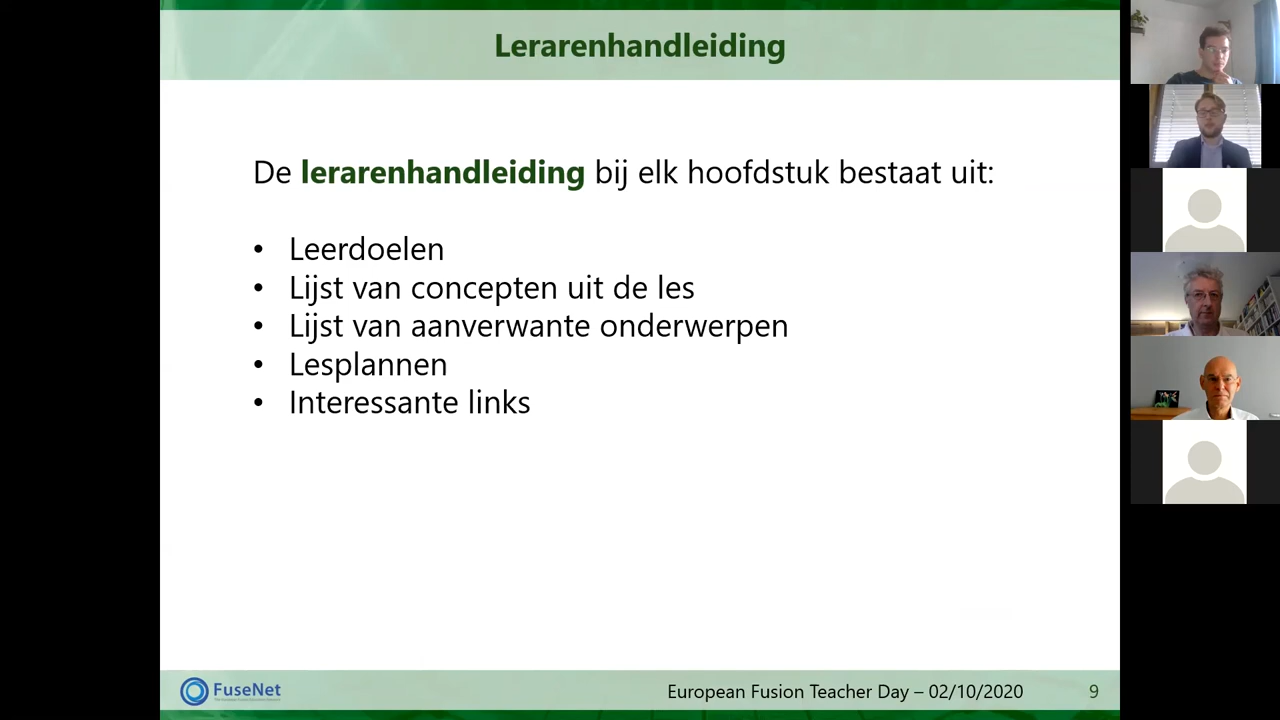 Lerarenhandleiding
De lerarenhandleiding bij elk hoofdstuk bestaat uit:
• Leerdoelen
• Lijst van concepten uit de les
• Lijst van aanverwante onderwerpen
• Lesplannen
• Interessante links
FuseNet
European Fusion Teacher Day – 02/10/2020
9